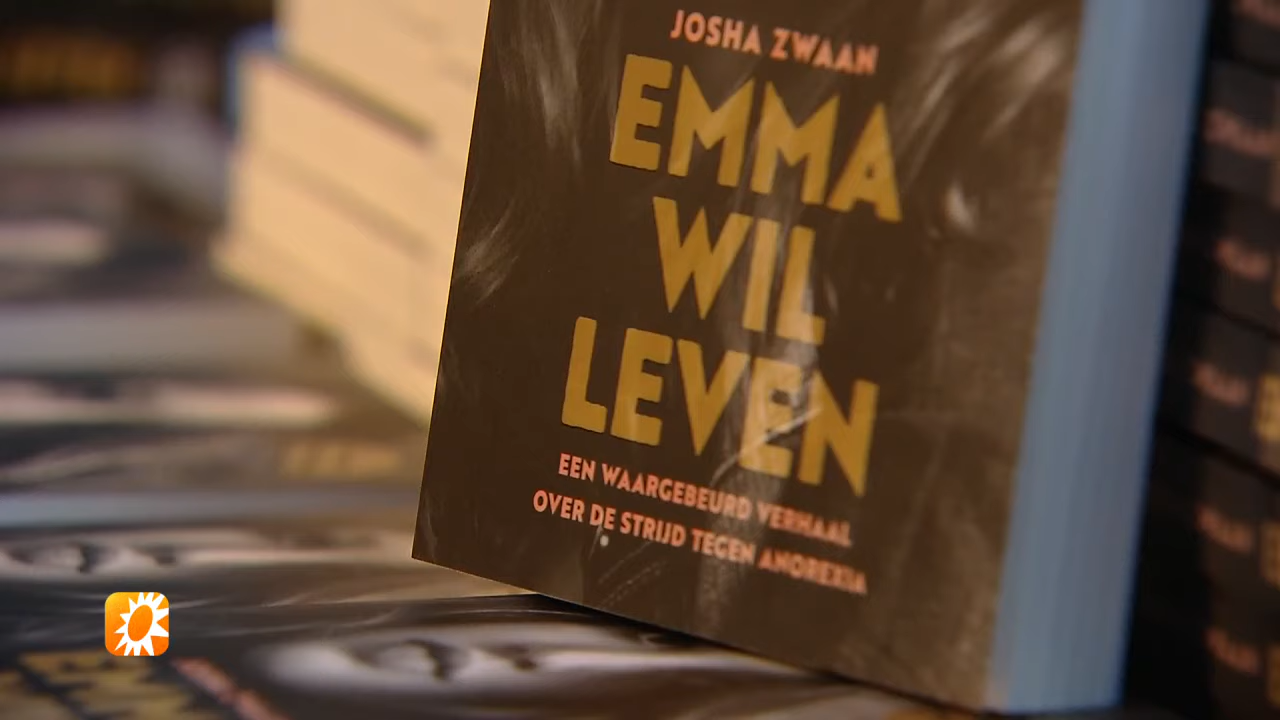 JOSHA ZWAAN
EMMA
WIL
LEVEN
EEN WAARGEBEURD VERHAAL
OVER DE STRIJD TEGEN ANOREXIA